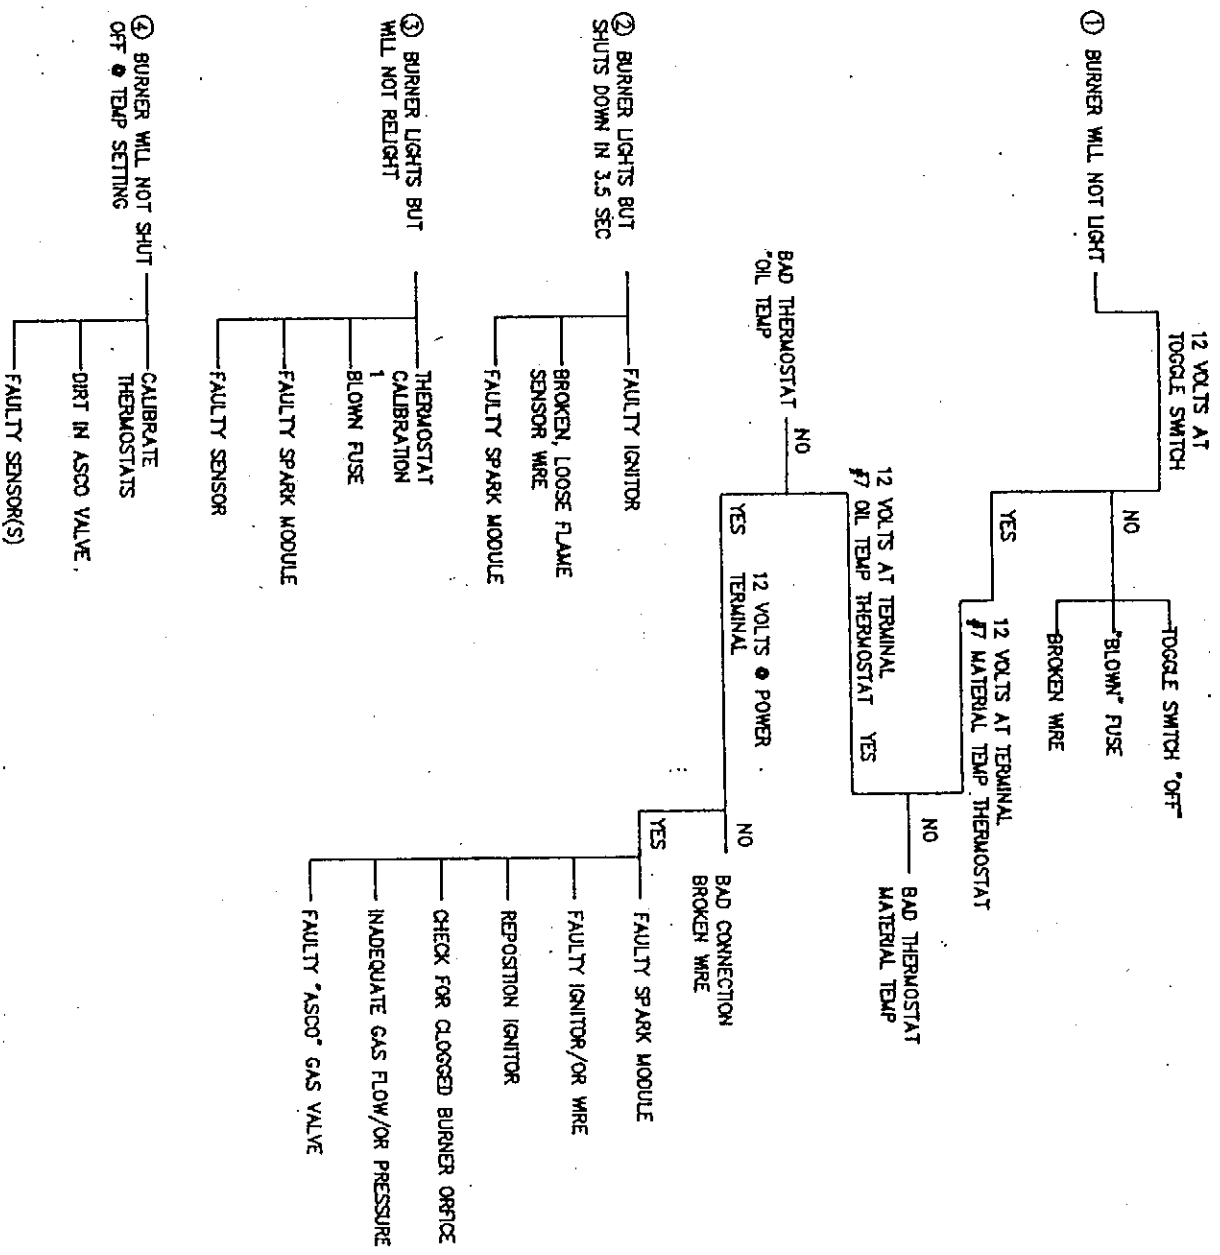 ① BURNER WILL NOT LIGHT
12 VOLTS AT
TOGGLE SWITCH
NO
TOGGLE SWITCH "OFF"
"BLOWN" FUSE
BROKEN WIRE
YES
12 VOLTS AT TERMINAL
#7 MATERIAL TEMP THERMOSTAT
NO
BAD THERMOSTAT
MATERIAL TEMP
12 VOLTS AT TERMINAL
#7 OIL TEMP THERMOSTAT
YES
NO
BAD THERMOSTAT
"OIL TEMP
YES
12 VOLTS @ POWER
TERMINAL
NO
BAD CONNECTION
BROKEN WIRE
YES
FAULTY SPARK MODULE
FAULTY IGNITOR/OR WIRE
REPOSITION IGNITOR
CHECK FOR CLOGGED BURNER ORFICE
INADEQUATE GAS FLOW/OR PRESSURE
FAULTY "ASCO" GAS VALVE
② BURNER LIGHTS BUT
SHUTS DOWN IN 3.5 SEC
FAULTY IGNITOR
BROKEN, LOOSE FLAME
SENSOR WIRE
FAULTY SPARK MODULE
③ BURNER LIGHTS BUT
WILL NOT RELIGHT
THERMOSTAT
CALIBRATION
1
BLOWN FUSE
FAULTY SPARK MODULE
FAULTY SENSOR
④ BURNER WILL NOT SHUT
OFF @ TEMP SETTING
CALIBRATE
THERMOSTATS
DIRT IN ASCO VALVE
FAULTY SENSOR(S)